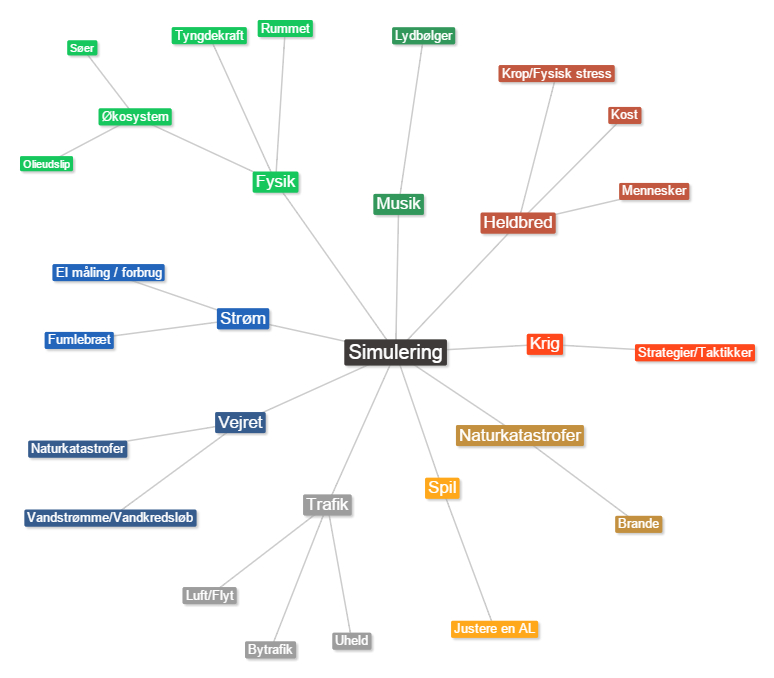 Rummet
Tyngdekraft
Lydbølger
Søer
Krop/Fysisk stress
Økosystem
Kost
Olieudslip
Fysik
Mennesker
Musik
Heldbred
El måling / forbrug
Strøm
Fumlebræt
Krig
Simulering
Strategier/Taktikker
Vejret
Naturkatastrofer
Naturkatastrofer
Spil
Trafik
Vandstrømme/Vandkredsløb
Brande
Luft/Flyt
Justere en AL
Uheld
Bytrafik